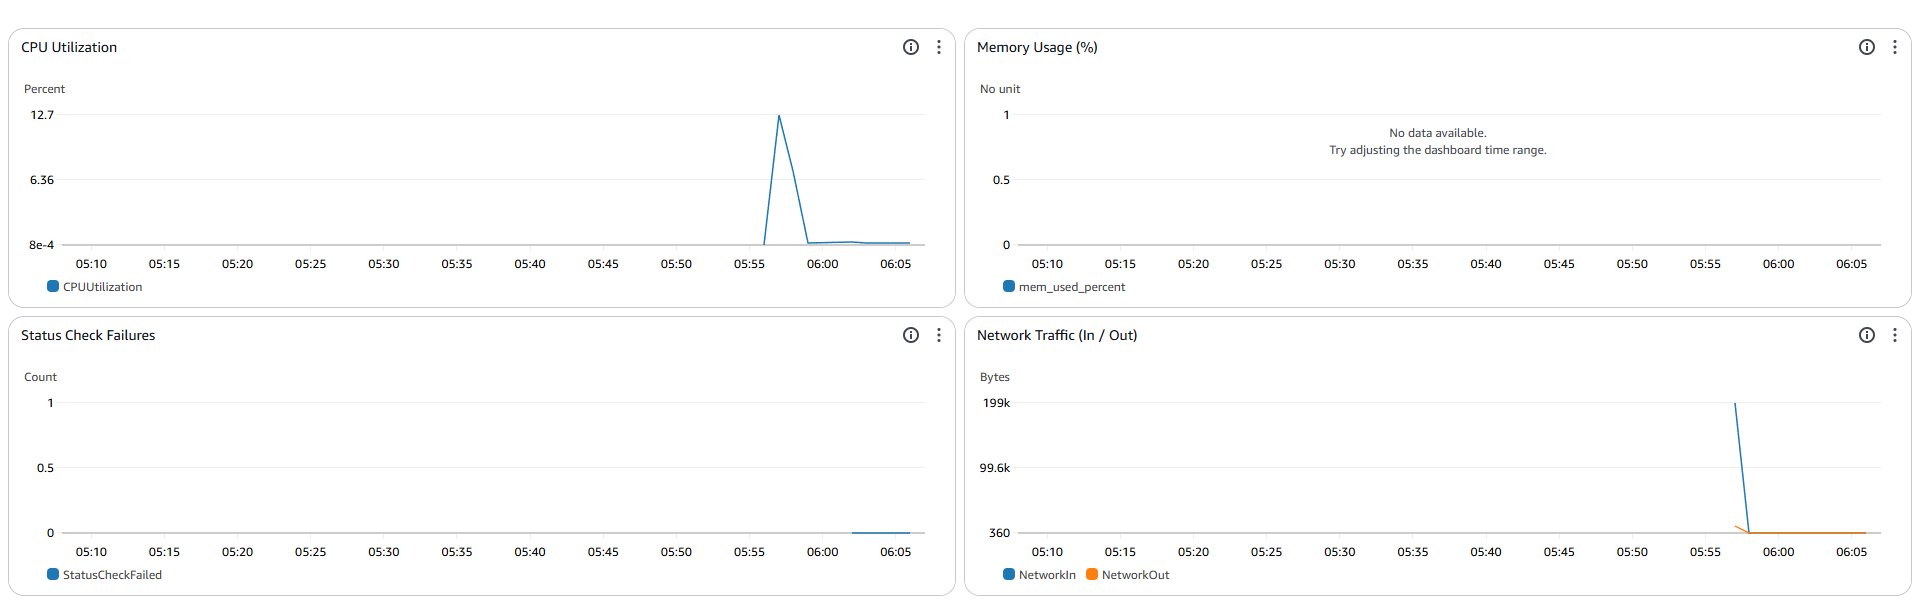 CPU Utilization
Percent
12.7
6.36
8e-4
05:10 05:15 05:20 05:25 05:30 05:35 05:40 05:45 05:50 05:55 06:00 06:05
CPUUtilization
Memory Usage (%)
No unit
1
No data available.
Try adjusting the dashboard time range.
0.5
0
05:10 05:15 05:20 05:25 05:30 05:35 05:40 05:45 05:50 05:55 06:00 06:05
mem_used_percent
Status Check Failures
Count
1
0.5
0
05:10 05:15 05:20 05:25 05:30 05:35 05:40 05:45 05:50 05:55 06:00 06:05
StatusCheckFailed
Network Traffic (In / Out)
Bytes
199k
99.6k
360
05:10 05:15 05:20 05:25 05:30 05:35 05:40 05:45 05:50 05:55 06:00 06:05
NetworkIn NetworkOut